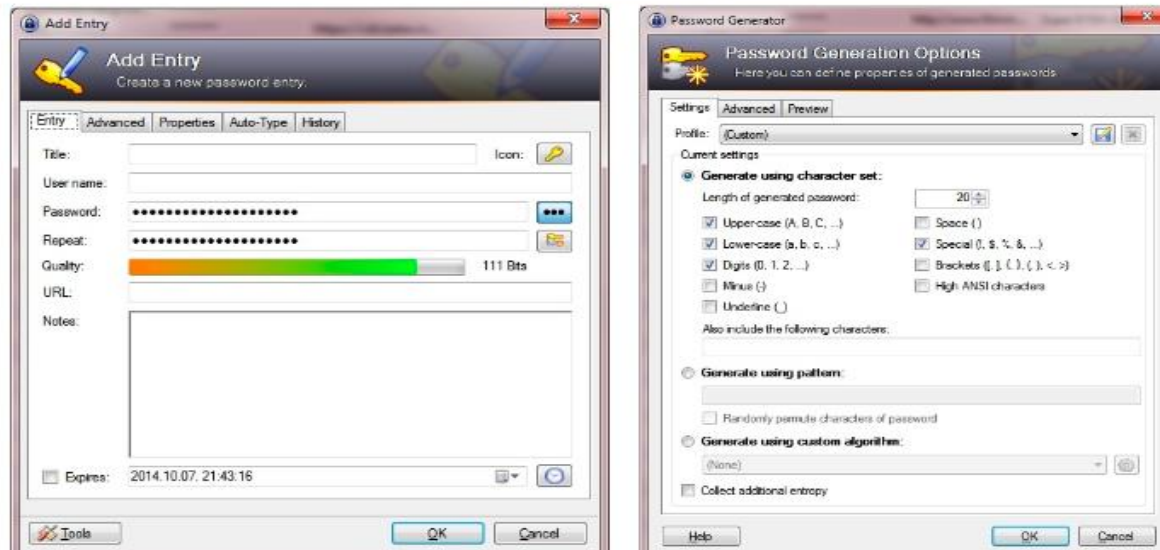 Add Entry
Add Entry
Create a new password entry.
Entry Advanced Properties Auto-Type History
Title: Icon:
User name:
Password: ••••••••••••••••••••
Repeat: ••••••••••••••••••••
Quality: 111 Bits
URL:
Notes:
Expires: 2014.10.07. 21:43:16
Tools OK Cancel
Password Generator
Password Generation Options
Here you can define properties of generated passwords
Settings Advanced Preview
Profile: (Custom)
Current settings
Generate using character set:
Length of generated password: 20
Upper-case (A, B, C, ...) Space ( )
Lower-case (a, b, c, ...) Special (!, $, %, &, ...)
Digits (0, 1, 2, ...) Brackets ([, ], {, }, (, ), <, >)
Minus (-) High ANSI characters
Underline (_)
Also include the following characters:
Generate using pattern:
Randomly permute characters of password
Generate using custom algorithm:
(None)
Collect additional entropy
Help OK Cancel